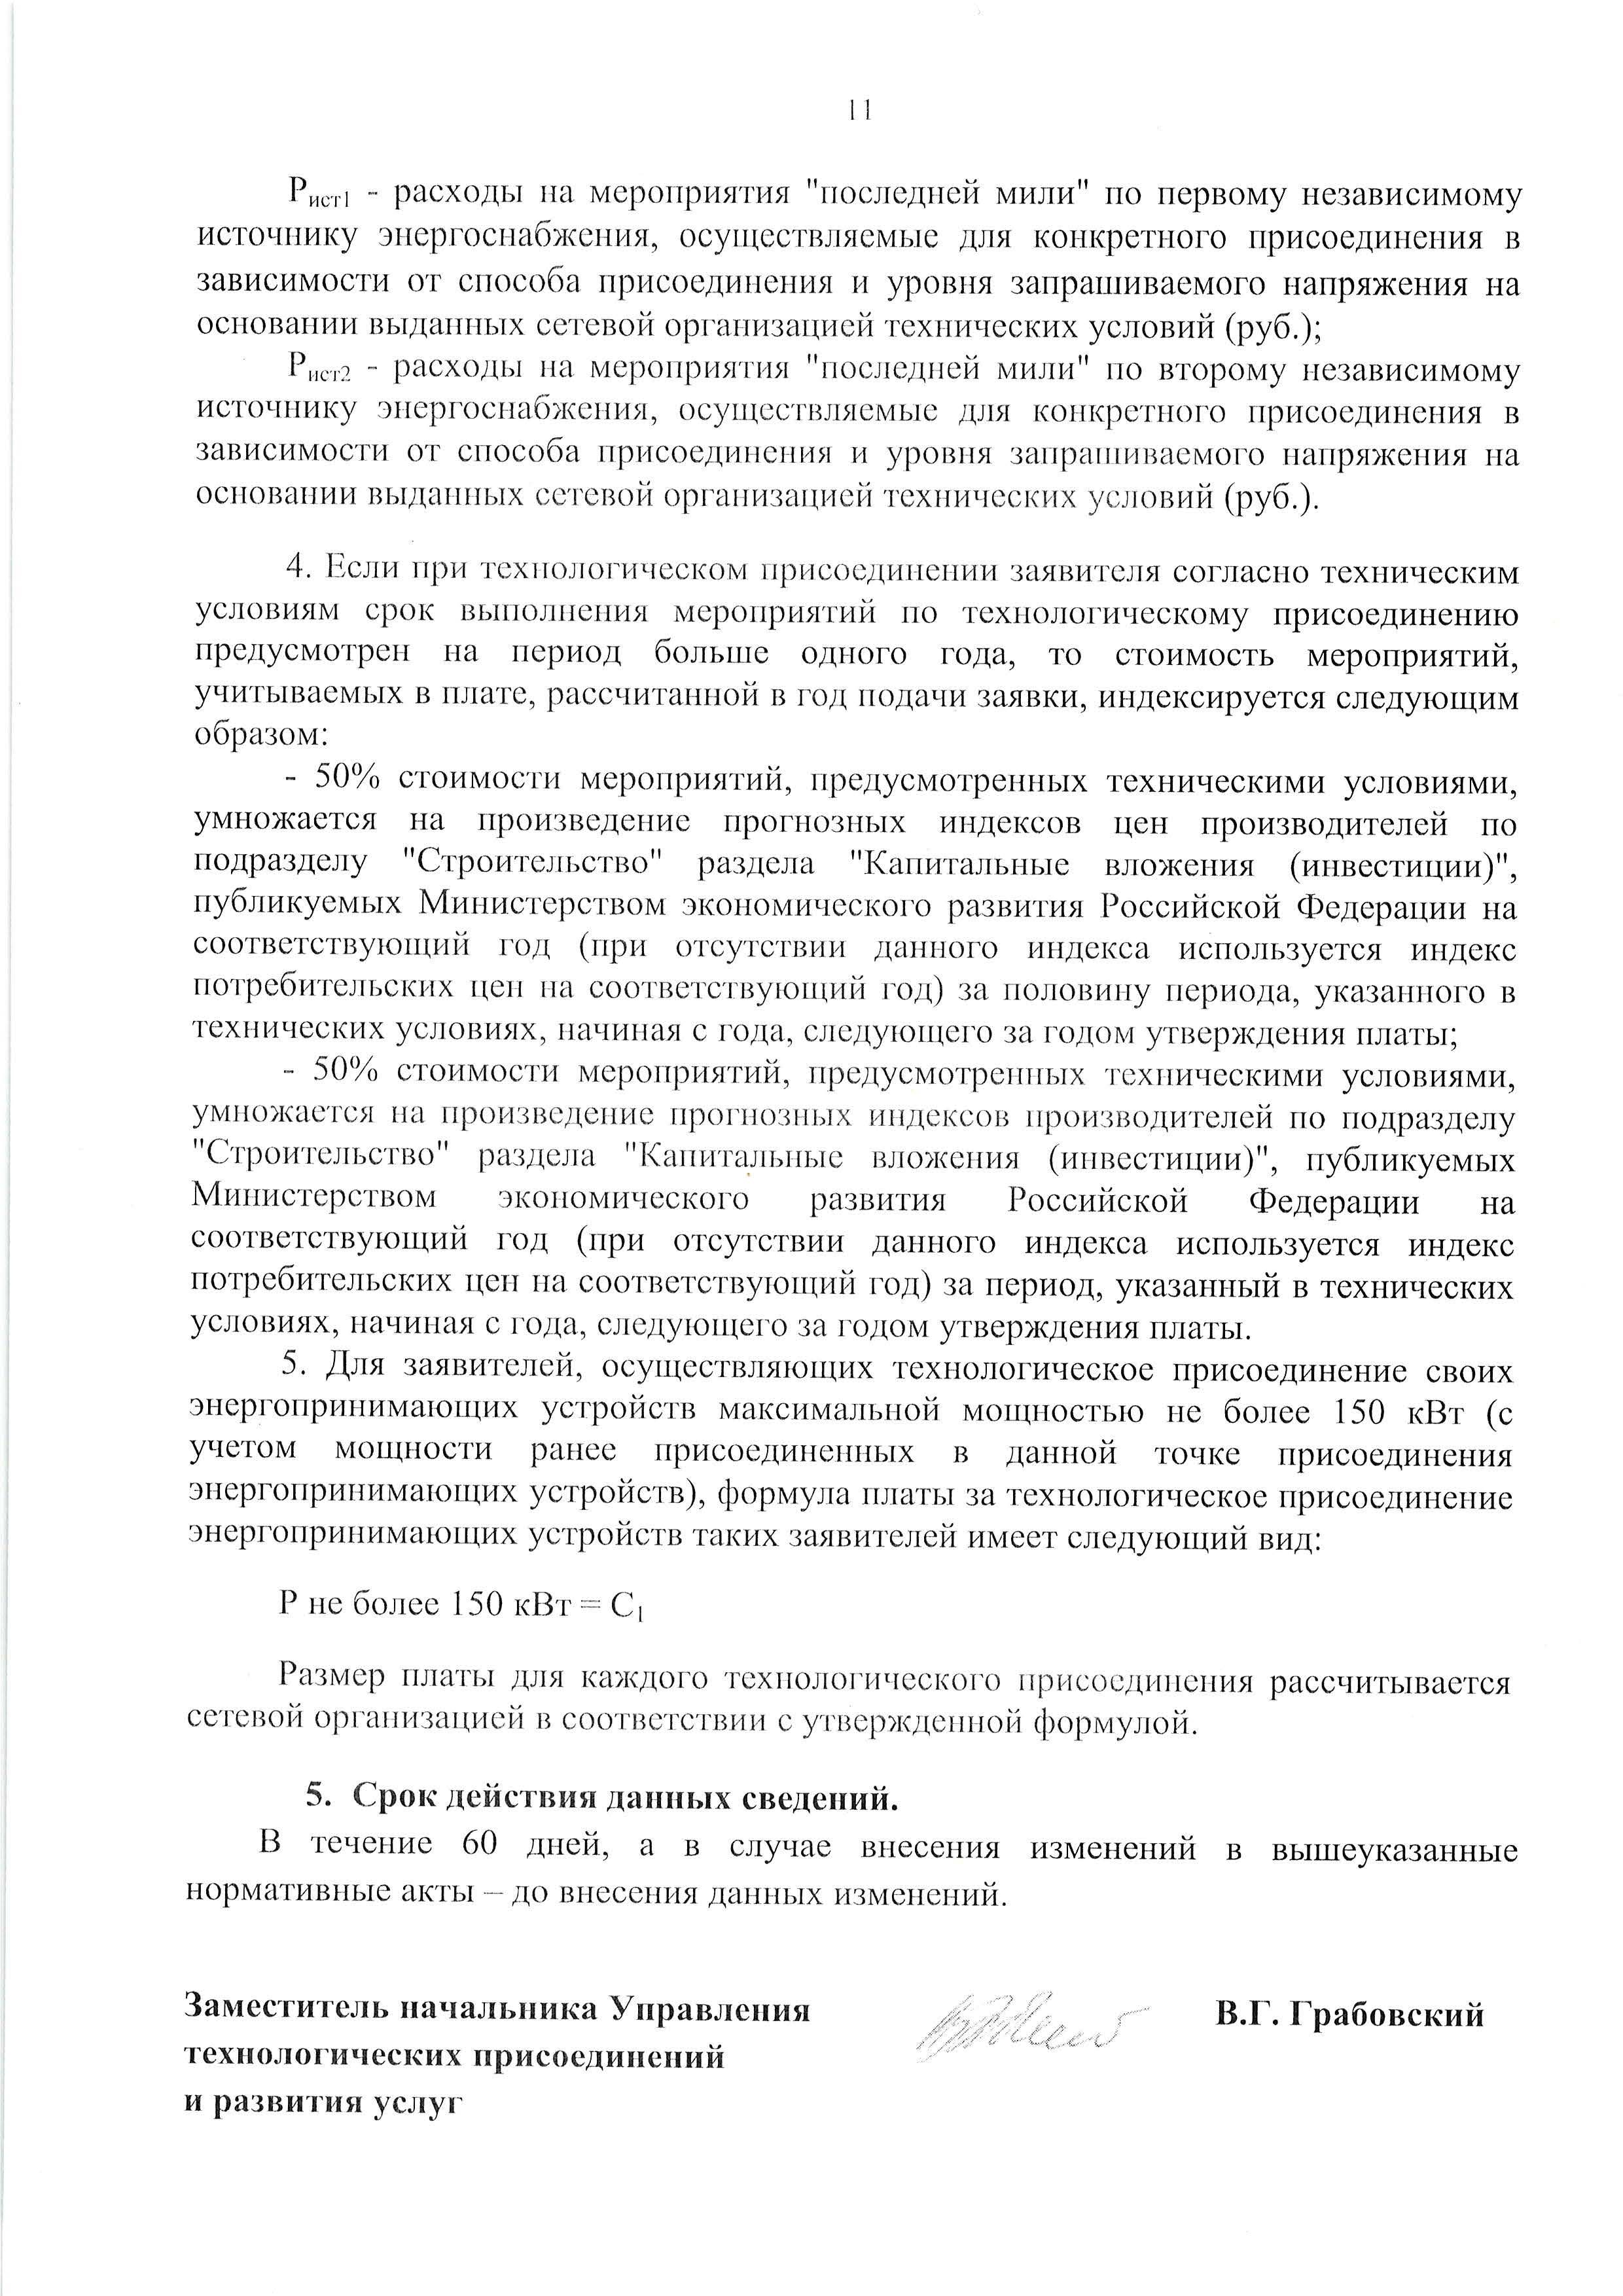 11
Рист1 - расходы на мероприятия "последней мили" по первому независимому
источнику энергоснабжения, осуществляемые для конкретного присоединения в
зависимости от способа присоединения и уровня запрашиваемого напряжения на
основании выданных сетевой организацией технических условий (руб.);
Рист2 - расходы на мероприятия "последней мили" по второму независимому
источнику энергоснабжения, осуществляемые для конкретного присоединения в
зависимости от способа присоединения и уровня запрашиваемого напряжения на
основании выданных сетевой организацией технических условий (руб.).
4. Если при технологическом присоединении заявителя согласно техническим
условиям срок выполнения мероприятий по технологическому присоединению
предусмотрен на период больше одного года, то стоимость мероприятий,
учитываемых в плате, рассчитанной в год подачи заявки, индексируется следующим
образом:
- 50% стоимости мероприятий, предусмотренных техническими условиями,
умножается на произведение прогнозных индексов цен производителей по
подразделу "Строительство" раздела "Капитальные вложения (инвестиции)",
публикуемых Министерством экономического развития Российской Федерации на
соответствующий год (при отсутствии данного индекса используется индекс
потребительских цен на соответствующий год) за половину периода, указанного в
технических условиях, начиная с года, следующего за годом утверждения платы;
- 50% стоимости мероприятий, предусмотренных техническими условиями,
умножается на произведение прогнозных индексов производителей по подразделу
"Строительство" раздела "Капитальные вложения (инвестиции)", публикуемых
Министерством экономического развития Российской Федерации на
соответствующий год (при отсутствии данного индекса используется индекс
потребительских цен на соответствующий год) за период, указанный в технических
условиях, начиная с года, следующего за годом утверждения платы.
5. Для заявителей, осуществляющих технологическое присоединение своих
энергопринимающих устройств максимальной мощностью не более 150 кВт (с
учетом мощности ранее присоединенных в данной точке присоединения
энергопринимающих устройств), формула платы за технологическое присоединение
энергопринимающих устройств таких заявителей имеет следующий вид:
Р не более 150 кВт = С1
Размер платы для каждого технологического присоединения рассчитывается
сетевой организацией в соответствии с утвержденной формулой.
5. Срок действия данных сведений.
В течение 60 дней, а в случае внесения изменений в вышеуказанные
нормативные акты – до внесения данных изменений.
Заместитель начальника Управления
технологических присоединений
и развития услуг
В.Г. Грабовский